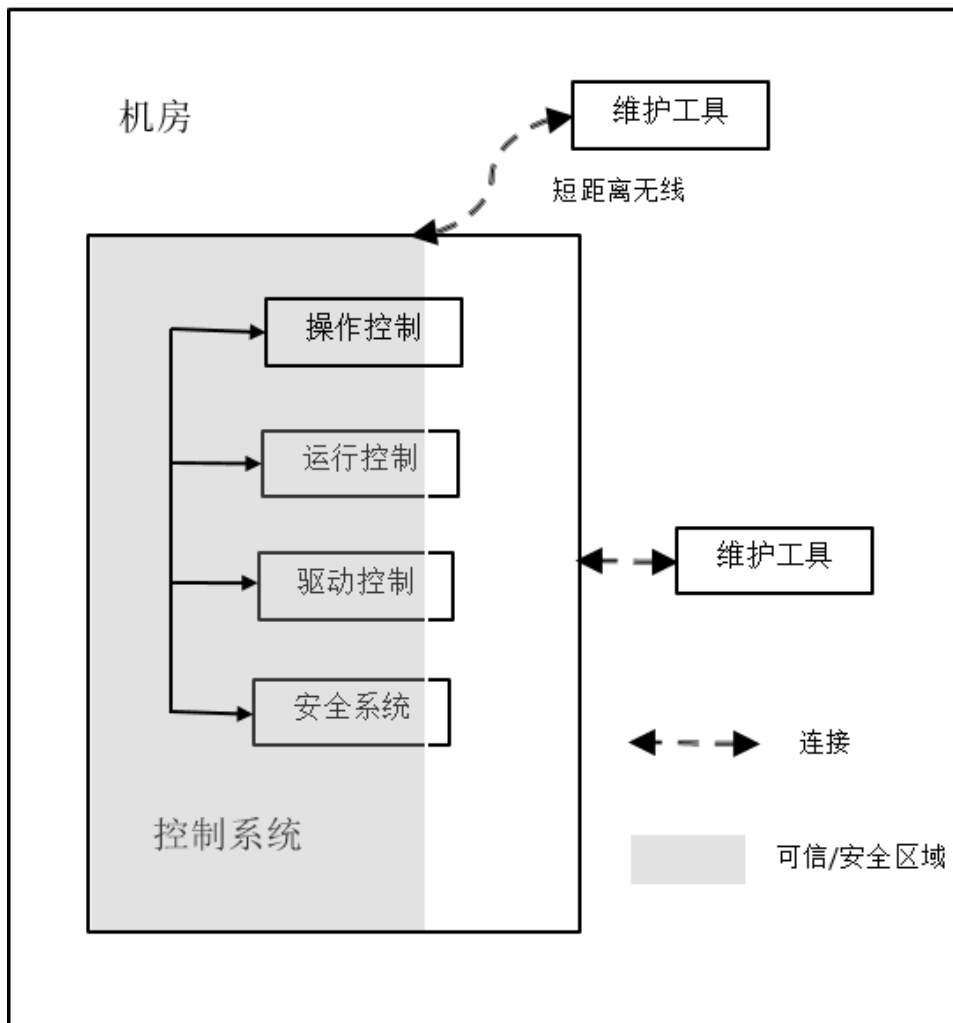 机房
维护工具
短距离无线
操作控制
运行控制
驱动控制
维护工具
安全系统
连接
控制系统
可信/安全区域